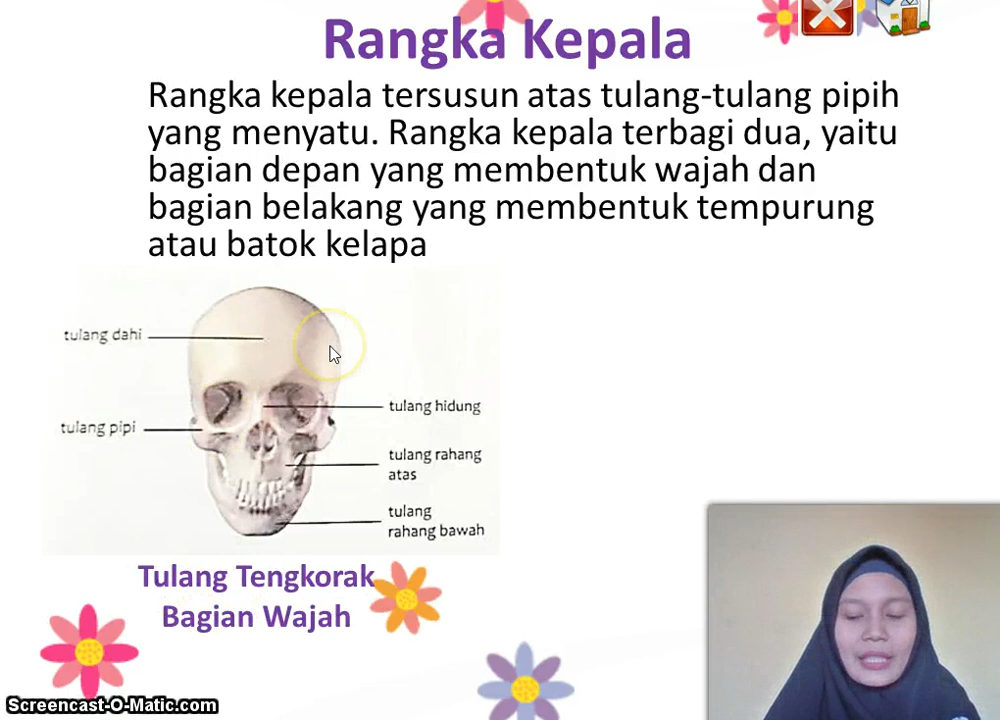 Rangka Kepala
Rangka kepala tersusun atas tulang-tulang pipih
yang menyatu. Rangka kepala terbagi dua, yaitu
bagian depan yang membentuk wajah dan
bagian belakang yang membentuk tempurung
atau batok kelapa
tulang dahi
tulang pipi
tulang hidung
tulang rahang
atas
tulang
rahang bawah
Tulang Tengkorak
Bagian Wajah
Screencast-O-Matic.com